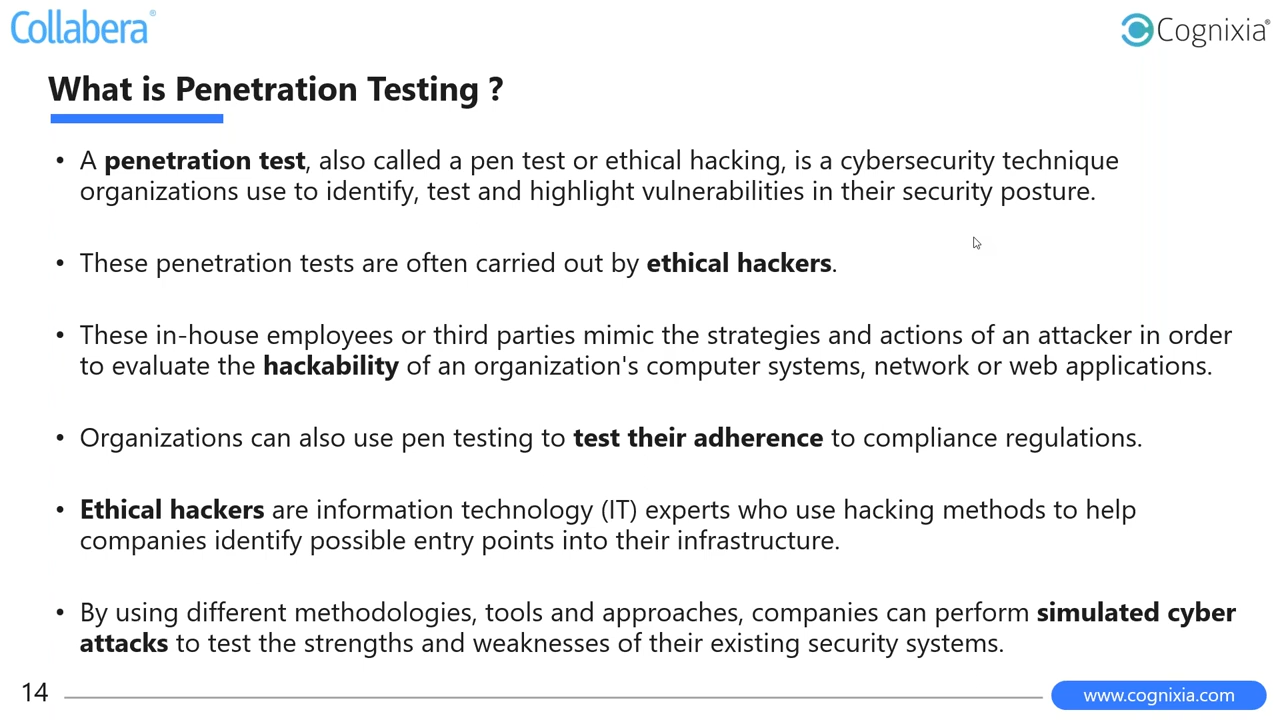 Collabera®
Cognixia®
What is Penetration Testing ?
• A penetration test, also called a pen test or ethical hacking, is a cybersecurity technique
organizations use to identify, test and highlight vulnerabilities in their security posture.
• These penetration tests are often carried out by ethical hackers.
• These in-house employees or third parties mimic the strategies and actions of an attacker in order
to evaluate the hackability of an organization's computer systems, network or web applications.
• Organizations can also use pen testing to test their adherence to compliance regulations.
• Ethical hackers are information technology (IT) experts who use hacking methods to help
companies identify possible entry points into their infrastructure.
• By using different methodologies, tools and approaches, companies can perform simulated cyber
attacks to test the strengths and weaknesses of their existing security systems.
14
www.cognixia.com